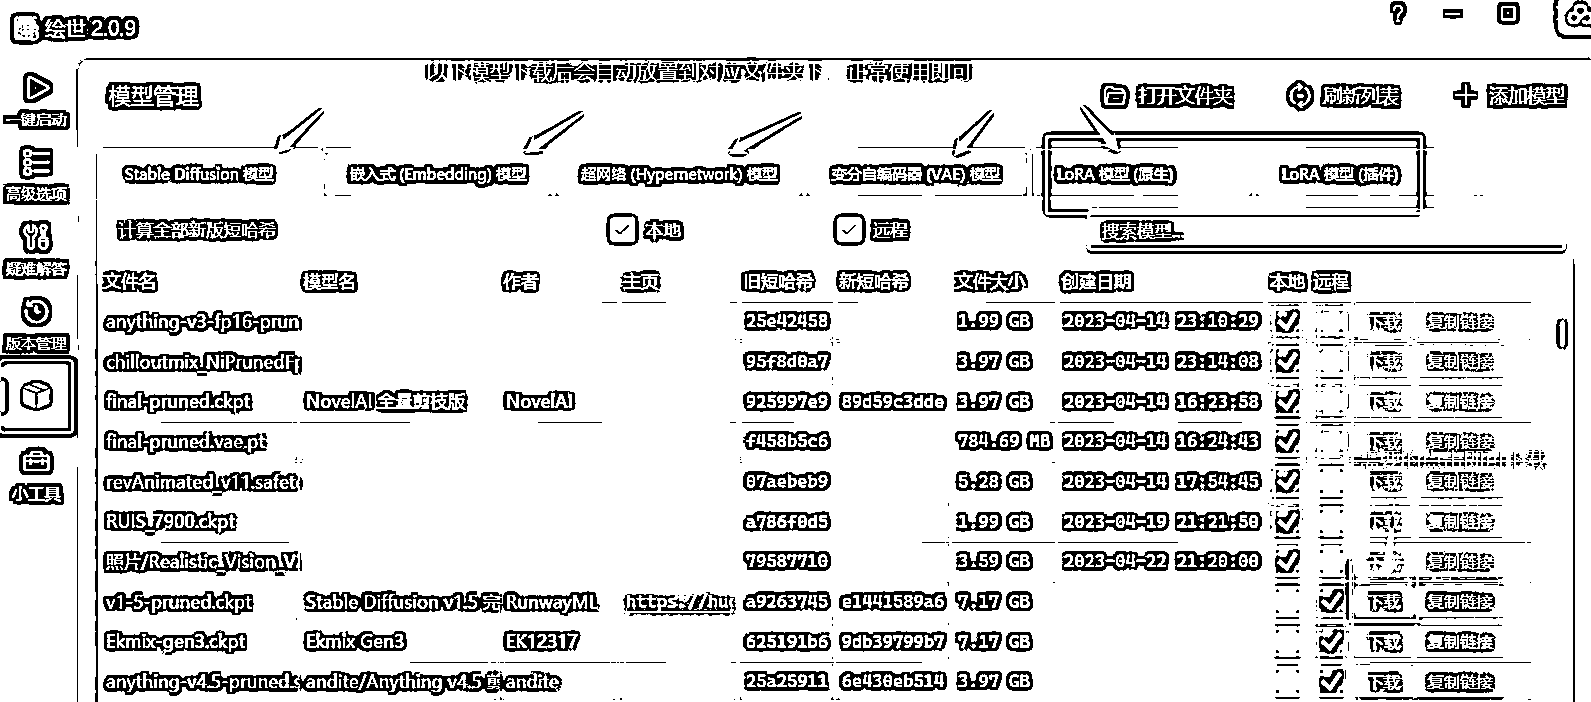 绘世 2.0.9
以下模型下载后会自动放置到对应文件夹下 正常使用即可
模型管理
打开文件夹 刷新列表 添加模型
一键启动
高级选项
疑难解答
版本管理
小工具
Stable Diffusion 模型 嵌入式 (Embedding) 模型 超网络 (Hypernetwork) 模型 变分自编码器 (VAE) 模型 LoRA 模型 (原生) LoRA 模型 (插件)
计算全部新版短哈希 本地 远程 搜索模型...
文件名 模型名 作者 主页 旧短哈希 新短哈希 文件大小 创建日期 本地 远程
anything-v3-fp16-prun 25e42458 1.99 GB 2023-04-14 23:10:29 下载 复制链接
chilloutmix_NiPrunedFp 95f8d0a7 3.97 GB 2023-04-14 23:14:08 下载 复制链接
final-pruned.ckpt NovelAI 全量剪枝版 NovelAI 925997e9 89d59c3dde 3.97 GB 2023-04-14 16:23:58 下载 复制链接
final-pruned.vae.pt f458b5c6 784.69 MB 2023-04-14 16:24:43 下载 复制链接
revAnimated_v11.safet 07aebeb9 5.28 GB 2023-04-14 17:54:45 下载 复制链接
RUIS_7900.ckpt a786f0d5 1.99 GB 2023-04-19 21:21:50 下载 复制链接
照片/Realistic_Vision_V 79587710 3.59 GB 2023-04-22 21:20:00 下载 复制链接
v1-5-pruned.ckpt Stable Diffusion v1.5 完 RunwayML https://hug a9263745 e1441589a6 7.17 GB 下载 复制链接
Ekmix-gen3.ckpt Ekmix Gen3 EK12317 625191b6 9db39799b7 7.17 GB 下载 复制链接
anything-v4.5-pruned.s andite/Anything v4.5 剪 andite 25a25911 6e430eb514 3.97 GB 下载 复制链接